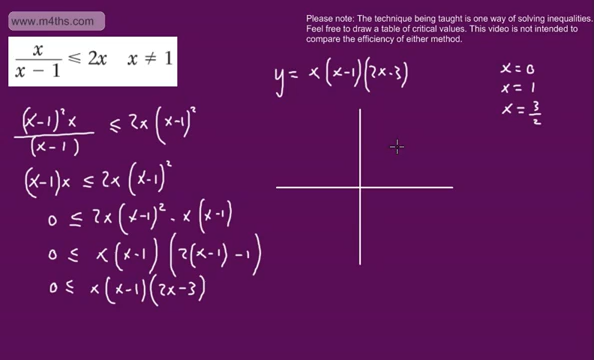 www.m4ths.com
Please note: The technique being taught is one way of solving inequalities.
Feel free to draw a table of critical values. This video is not intended to
compare the efficiency of either method.
x/(x − 1) ≤ 2x   x ≠ 1
y = x(x-1)(2x-3)
x = 0
x = 1
x = 3/2
(x-1)²x/(x-1) ≤ 2x(x-1)²
(x-1)x ≤ 2x(x-1)²
0 ≤ 2x(x-1)² - x(x-1)
0 ≤ x(x-1)(2(x-1)-1)
0 ≤ x(x-1)(2x-3)